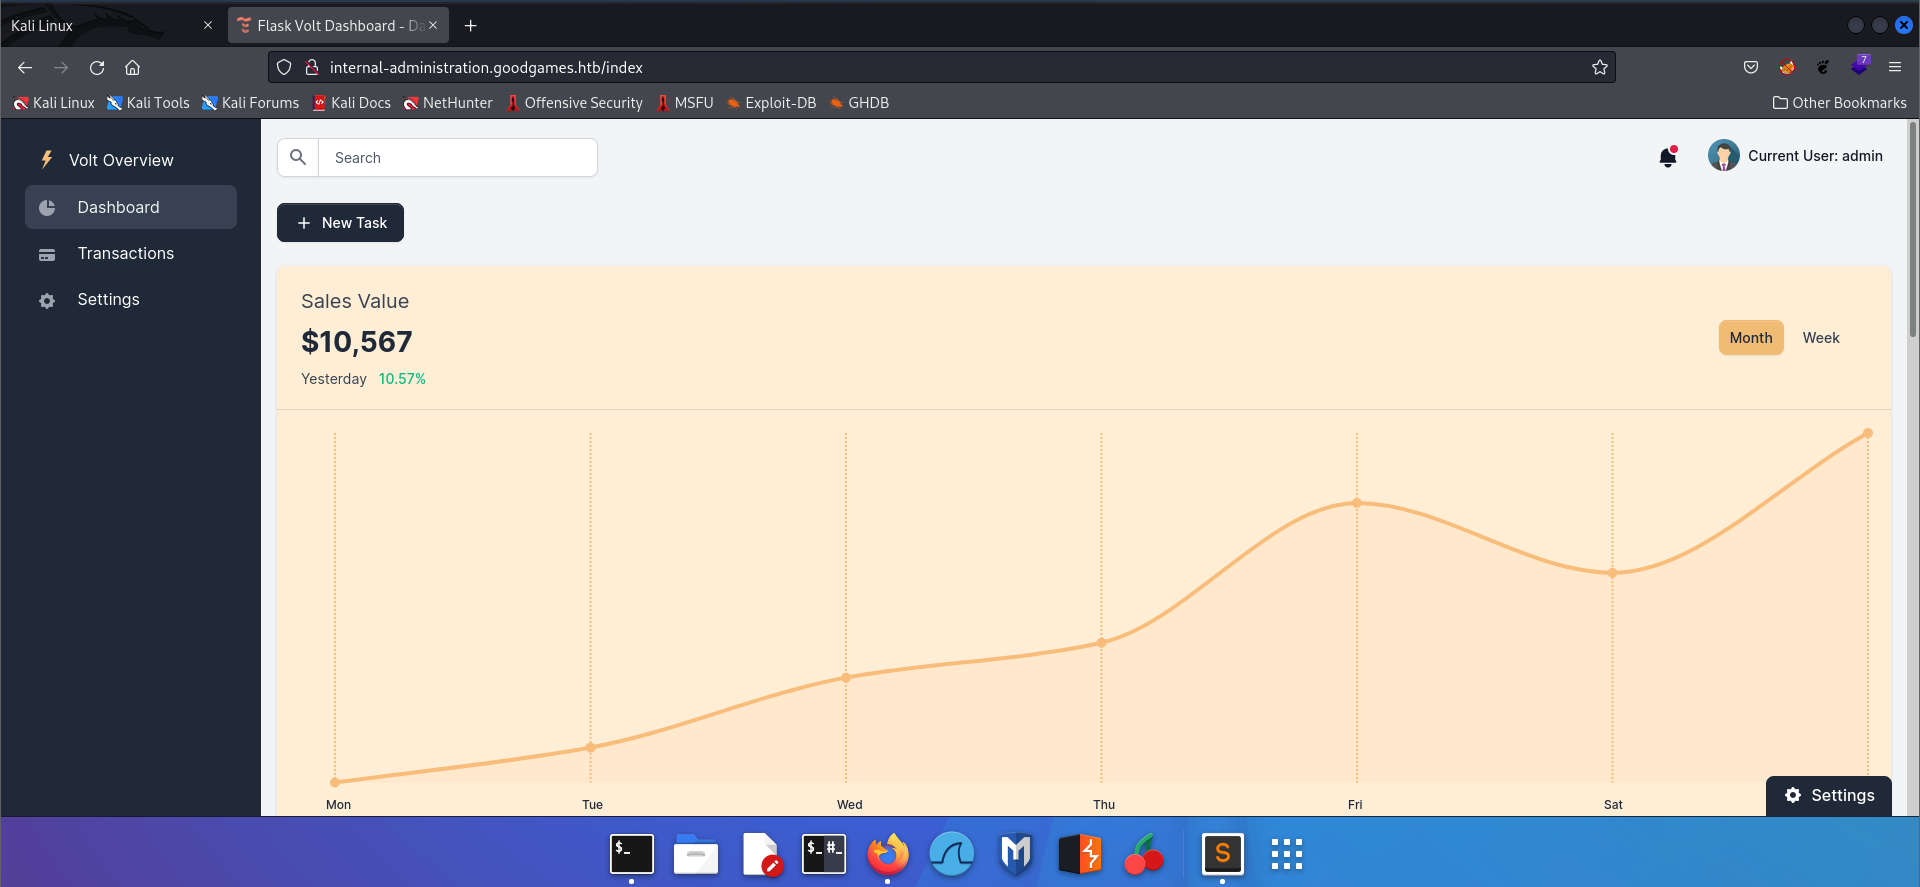 Kali Linux
Flask Volt Dashboard - Da
internal-administration.goodgames.htb/index
7
Kali Linux
Kali Tools
Kali Forums
Kali Docs
NetHunter
Offensive Security
MSFU
Exploit-DB
GHDB
Other Bookmarks
Volt Overview
Dashboard
Transactions
Settings
Search
Current User: admin
New Task
Sales Value
$10,567
Yesterday 10.57%
Month
Week
Mon
Tue
Wed
Thu
Fri
Sat
Settings
$_
$_ #_
M
S